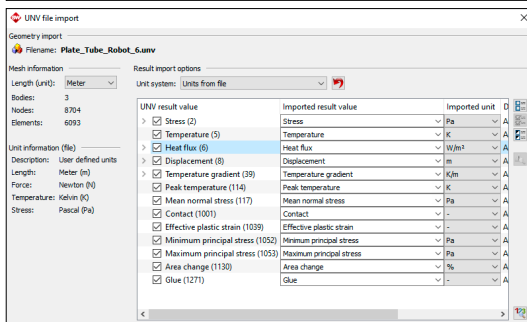 UNV file import
Geometry import
Filename: Plate_Tube_Robot_6.unv
Mesh information
Length (unit): Meter
Bodies: 3
Nodes: 8704
Elements: 6093
Unit information (file)
Description: User defined units
Length: Meter (m)
Force: Newton (N)
Temperature: Kelvin (K)
Stress: Pascal (Pa)
Result import options
Unit system: Units from file
UNV result value Imported result value Imported unit D
Stress (2) Stress Pa A
Temperature (5) Temperature K A
Heat flux (6) Heat flux W/m² A
Displacement (8) Displacement m A
Temperature gradient (39) Temperature gradient K/m A
Peak temperature (114) Peak temperature K A
Mean normal stress (117) Mean normal stress Pa A
Contact (1001) Contact - A
Effective plastic strain (1039) Effective plastic strain - A
Minimum principal stress (1052) Minimum principal stress Pa A
Maximum principal stress (1053) Maximum principal stress Pa A
Area change (1130) Area change % A
Glue (1271) Glue - A